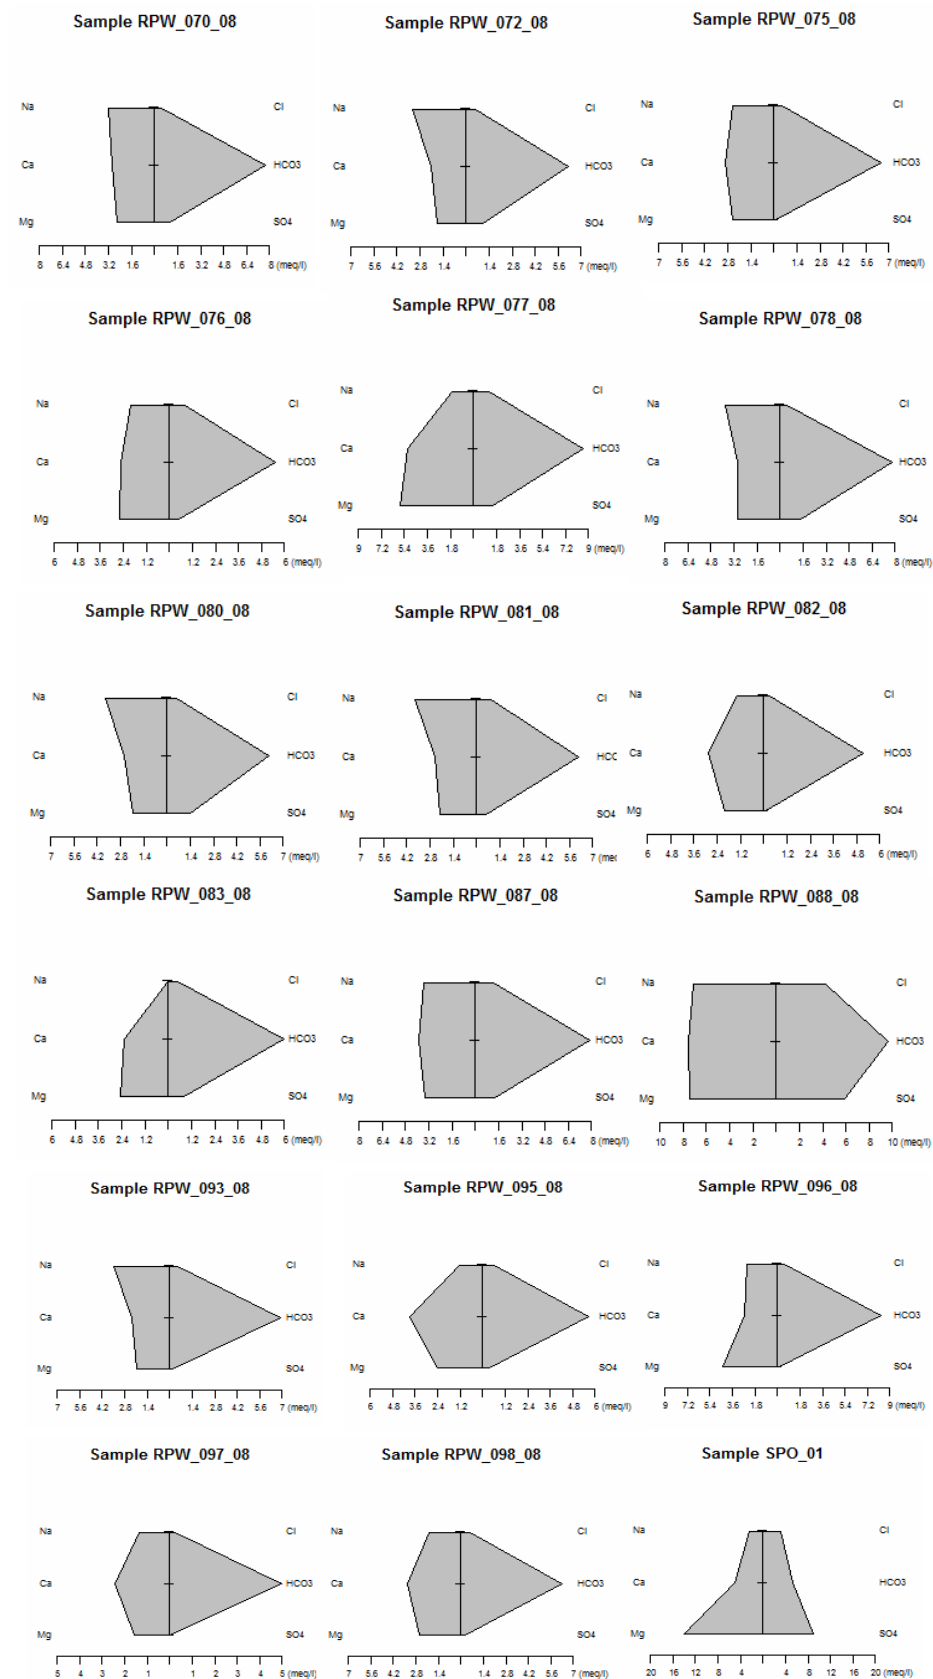 Sample RPW_070_08
Sample RPW_072_08
Sample RPW_075_08
Na Cl
Ca HCO3
Mg SO4
8 6.4 4.8 3.2 1.6 1.6 3.2 4.8 6.4 8 (meq/l)
Na Cl
Ca HCO3
Mg SO4
7 5.6 4.2 2.8 1.4 1.4 2.8 4.2 5.6 7 (meq/l)
Na Cl
Ca HCO3
Mg SO4
7 5.6 4.2 2.8 1.4 1.4 2.8 4.2 5.6 7 (meq/l)
Sample RPW_076_08
Sample RPW_077_08
Sample RPW_078_08
Na Cl
Ca HCO3
Mg SO4
6 4.8 3.6 2.4 1.2 1.2 2.4 3.6 4.8 6 (meq/l)
Na Cl
Ca HCO3
Mg SO4
9 7.2 5.4 3.6 1.8 1.8 3.6 5.4 7.2 9 (meq/l)
Na Cl
Ca HCO3
Mg SO4
8 6.4 4.8 3.2 1.6 1.6 3.2 4.8 6.4 8 (meq/l)
Sample RPW_080_08
Sample RPW_081_08
Sample RPW_082_08
Na Cl
Ca HCO3
Mg SO4
7 5.6 4.2 2.8 1.4 1.4 2.8 4.2 5.6 7 (meq/l)
Na Cl
Ca HCC
Mg SO4
7 5.6 4.2 2.8 1.4 1.4 2.8 4.2 5.6 7 (meq
Na Cl
Ca HCO3
Mg SO4
6 4.8 3.6 2.4 1.2 1.2 2.4 3.6 4.8 6 (meq/l)
Sample RPW_083_08
Sample RPW_087_08
Sample RPW_088_08
Na Cl
Ca HCO3
Mg SO4
6 4.8 3.6 2.4 1.2 1.2 2.4 3.6 4.8 6 (meq/l)
Na Cl
Ca HCO3
Mg SO4
8 6.4 4.8 3.2 1.6 1.6 3.2 4.8 6.4 8 (meq/l)
Na Cl
Ca HCO3
Mg SO4
10 8 6 4 2 2 4 6 8 10 (meq/l)
Sample RPW_093_08
Sample RPW_095_08
Sample RPW_096_08
Na Cl
Ca HCO3
Mg SO4
7 5.6 4.2 2.8 1.4 1.4 2.8 4.2 5.6 7 (meq/l)
Na Cl
Ca HCO3
Mg SO4
6 4.8 3.6 2.4 1.2 1.2 2.4 3.6 4.8 6 (meq/l)
Na Cl
Ca HCO3
Mg SO4
9 7.2 5.4 3.6 1.8 1.8 3.6 5.4 7.2 9 (meq/l)
Sample RPW_097_08
Sample RPW_098_08
Sample SPO_01
Na Cl
Ca HCO3
Mg SO4
5 4 3 2 1 1 2 3 4 5 (meq/l)
Na Cl
Ca HCO3
Mg SO4
7 5.6 4.2 2.8 1.4 1.4 2.8 4.2 5.6 7 (meq/l)
Na Cl
Ca HCO3
Mg SO4
20 16 12 8 4 4 8 12 16 20 (meq/l)